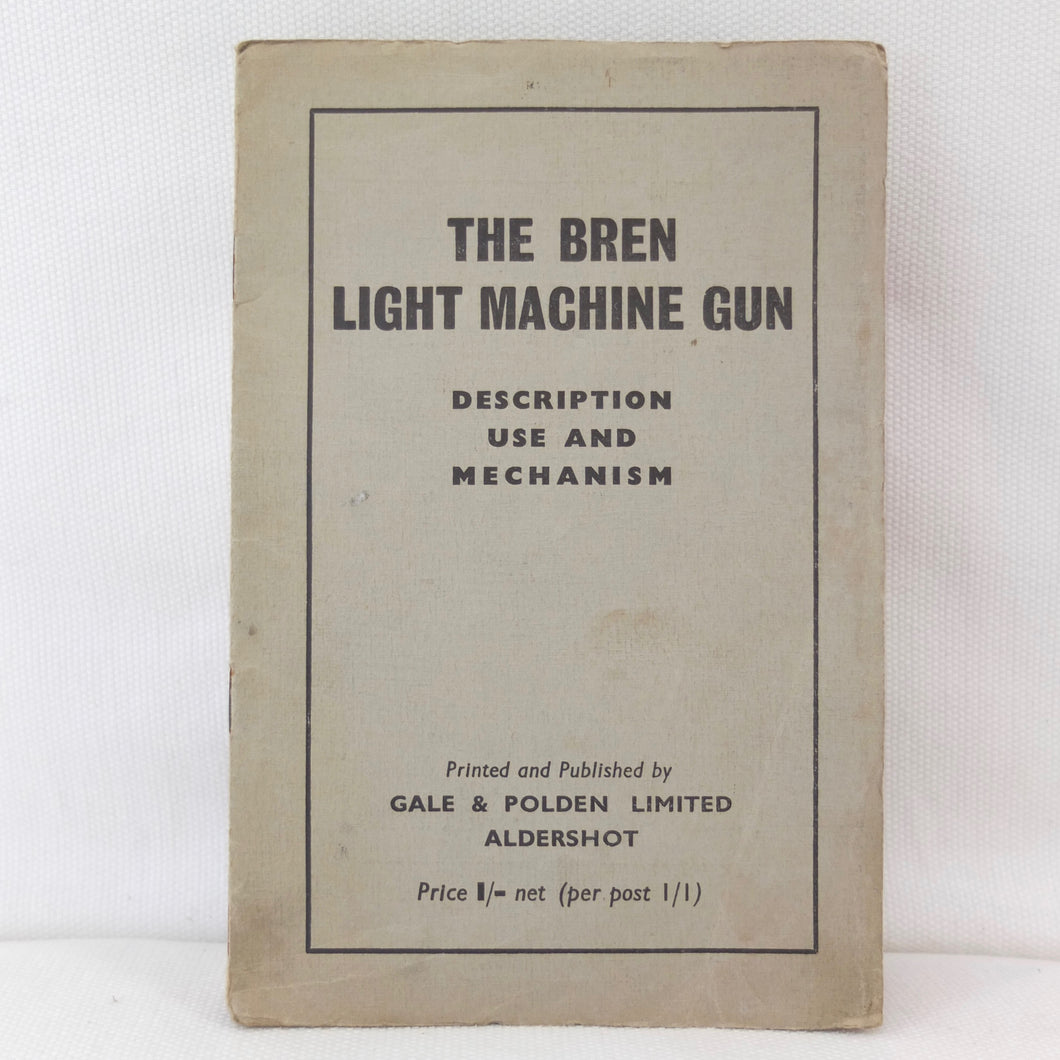 THE BREN
LIGHT MACHINE GUN
DESCRIPTION
USE AND
MECHANISM
Printed and Published by
GALE & POLDEN LIMITED
ALDERSHOT
Price 1/- net (per post 1/1)